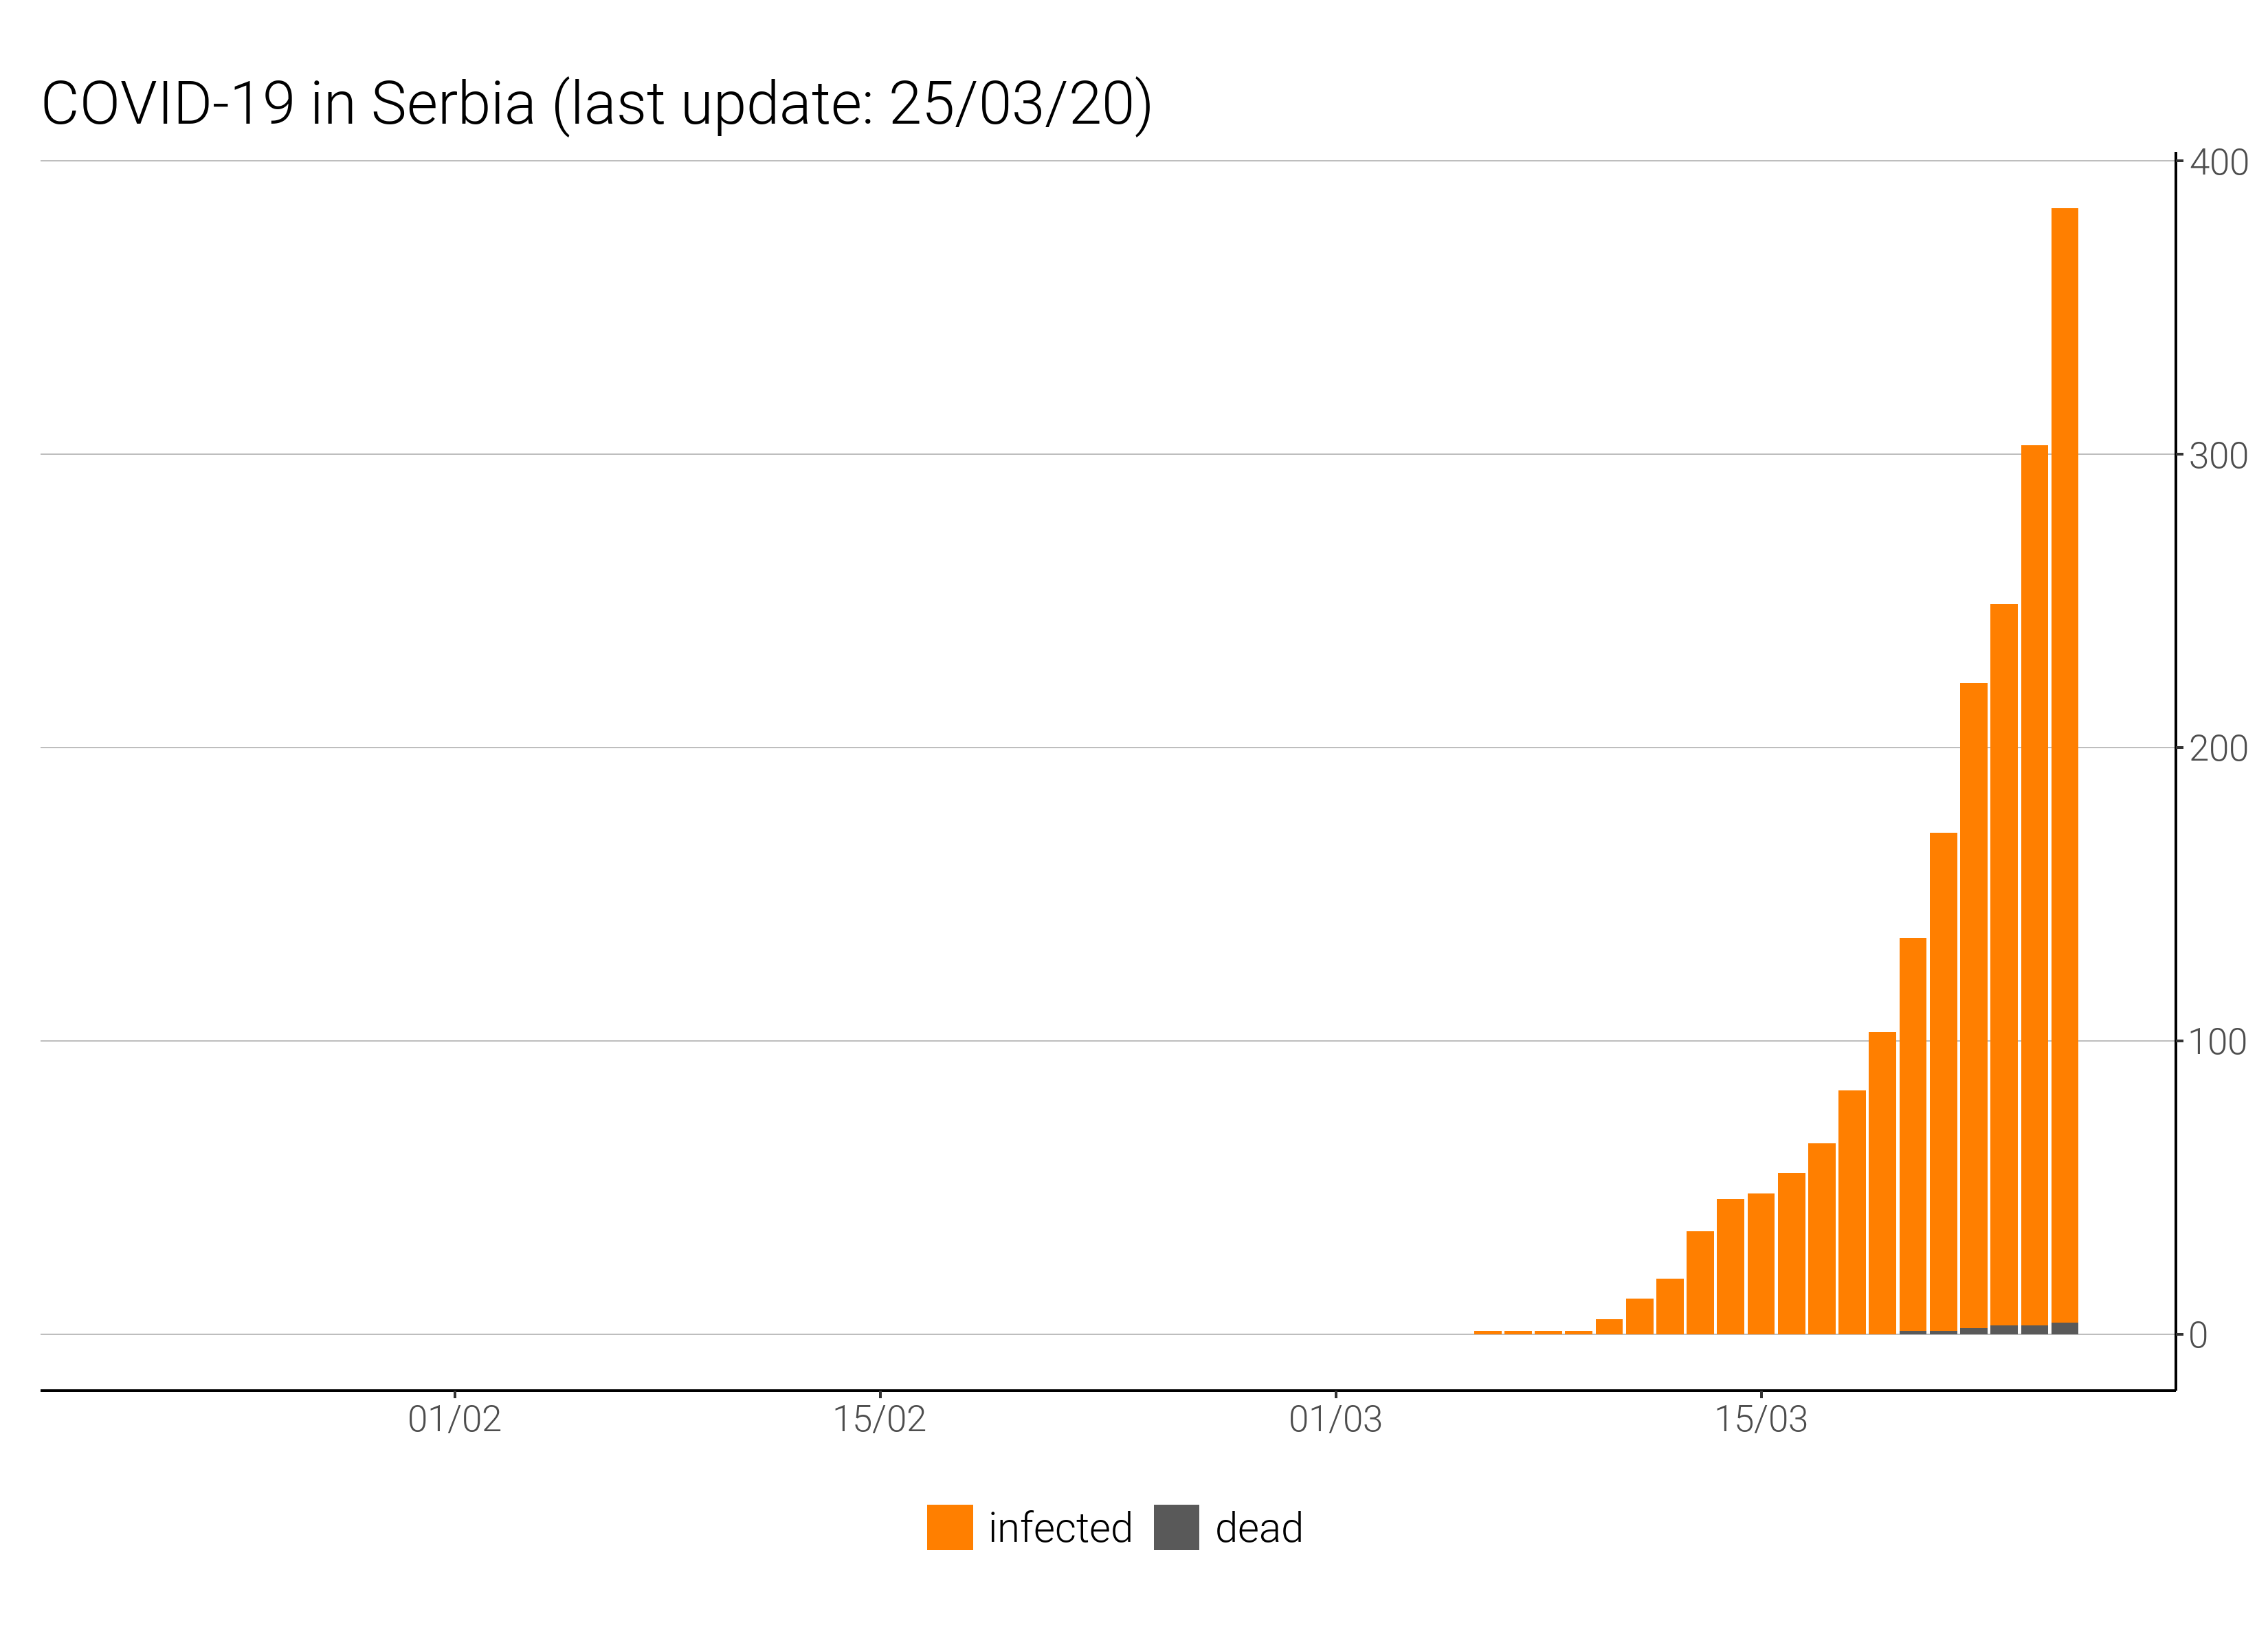 COVID-19 in Serbia (last update: 25/03/20)
400
300
200
100
0
01/02 15/02 01/03 15/03
infected dead